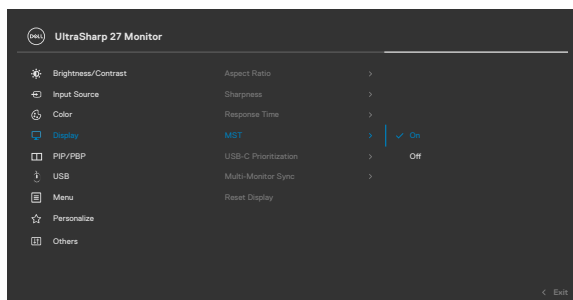 DELL UltraSharp 27 Monitor
Brightness/Contrast Aspect Ratio
Input Source Sharpness
Color Response Time
Display MST On
PIP/PBP USB-C Prioritization Off
USB Multi-Monitor Sync
Menu Reset Display
Personalize
Others
Exit